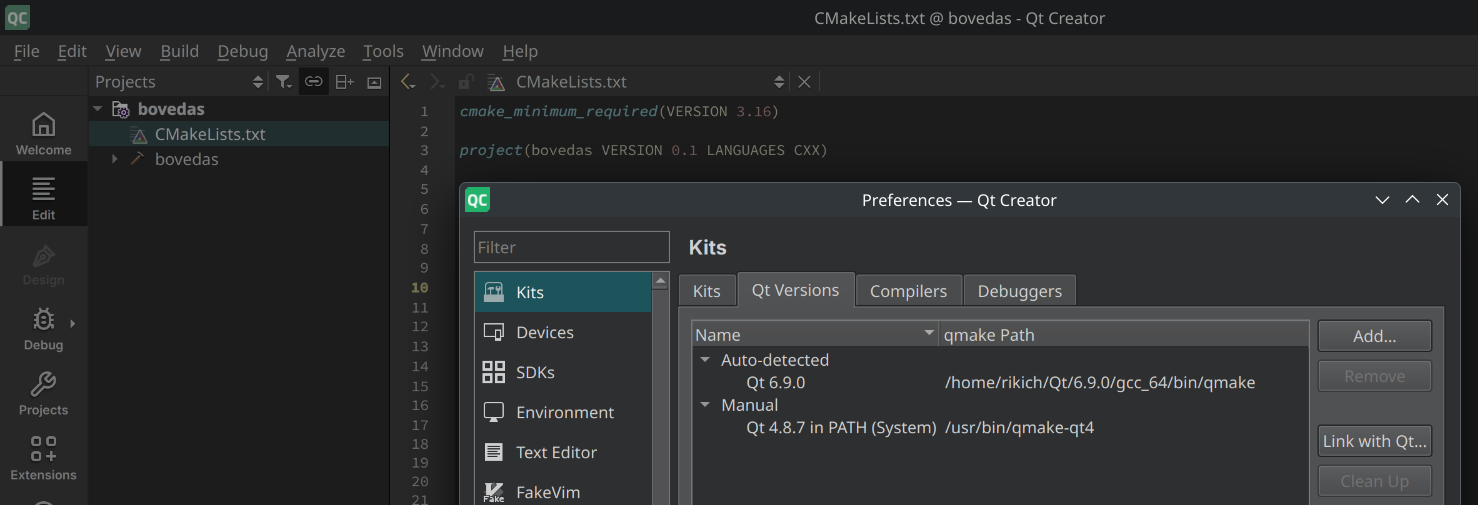 QC CMakeLists.txt @ bovedas - Qt Creator
File Edit View Build Debug Analyze Tools Window Help
Projects CMakeLists.txt
bovedas
CMakeLists.txt
bovedas
Welcome
Edit
Design
Debug
Projects
Extensions
1 cmake_minimum_required(VERSION 3.16)
2
3 project(bovedas VERSION 0.1 LANGUAGES CXX)
4
5
6
7
8
9
10
11
12
13
14
15
16
17
18
19
20
21
QC Preferences — Qt Creator
Filter
Kits
Devices
SDKs
Environment
Text Editor
Fake FakeVim
Kits
Kits Qt Versions Compilers Debuggers
Name qmake Path
Auto-detected
Qt 6.9.0 /home/rikich/Qt/6.9.0/gcc_64/bin/qmake
Manual
Qt 4.8.7 in PATH (System) /usr/bin/qmake-qt4
Add...
Remove
Link with Qt...
Clean Up